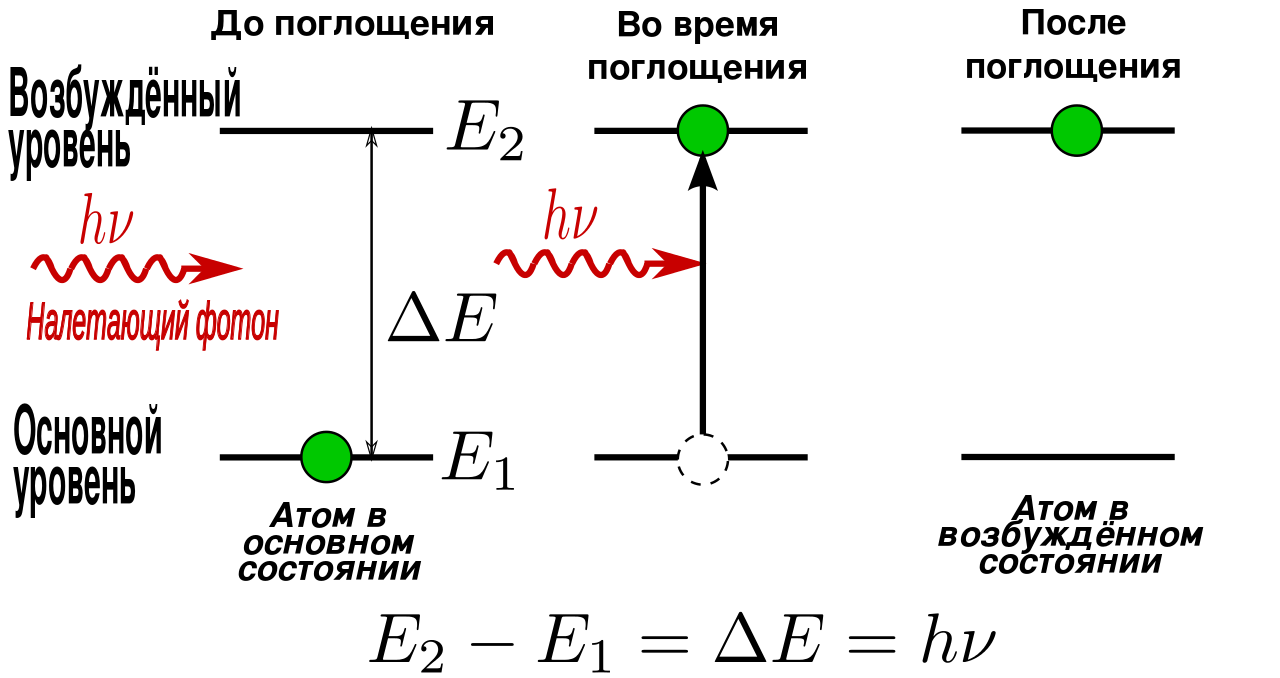 До поглощения
Во время
поглощения
После
поглощения
Возбуждённый
уровень
E₂
hν
hν
Налетающий фотон
ΔE
Основной
уровень
E₁
Атом в
основном
состоянии
Атом в
возбуждённом
состоянии
E₂ − E₁ = ΔE = hν